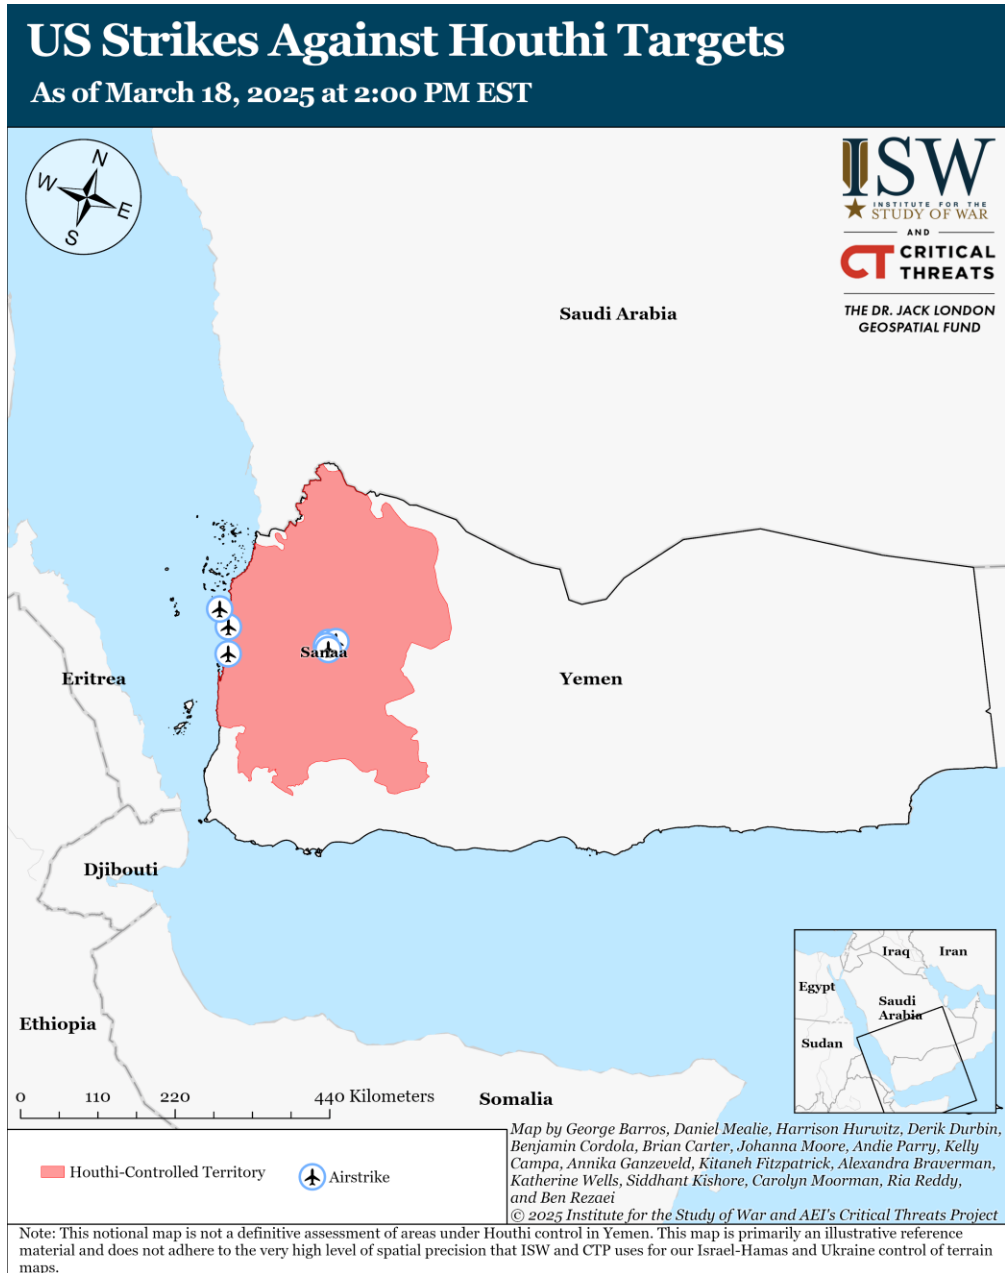 US Strikes Against Houthi Targets
As of March 18, 2025 at 2:00 PM EST
N
W
E
S
ISW
INSTITUTE FOR THE
STUDY OF WAR
AND
CT CRITICAL
THREATS
THE DR. JACK LONDON
GEOSPATIAL FUND
Saudi Arabia
Sanaa
Eritrea
Yemen
Djibouti
Ethiopia
Somalia
Iraq
Iran
Egypt
Saudi
Arabia
Sudan
0 110 220 440 Kilometers
Houthi-Controlled Territory
Airstrike
Map by George Barros, Daniel Mealie, Harrison Hurwitz, Derik Durbin,
Benjamin Cordola, Brian Carter, Johanna Moore, Andie Parry, Kelly
Campa, Annika Ganzeveld, Kitaneh Fitzpatrick, Alexandra Braverman,
Katherine Wells, Siddhant Kishore, Carolyn Moorman, Ria Reddy,
and Ben Rezaei
© 2025 Institute for the Study of War and AEI's Critical Threats Project
Note: This notional map is not a definitive assessment of areas under Houthi control in Yemen. This map is primarily an illustrative reference
material and does not adhere to the very high level of spatial precision that ISW and CTP uses for our Israel-Hamas and Ukraine control of terrain
maps.